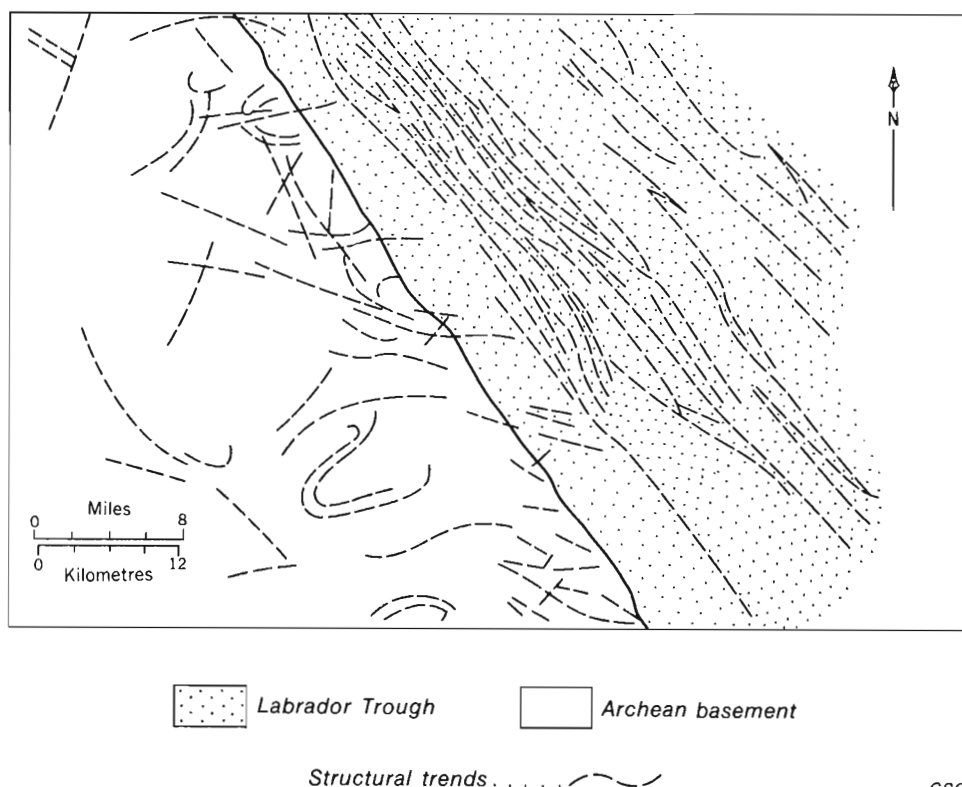 N
Miles
0 8
0 12
Kilometres
Labrador Trough
Archean basement
Structural trends